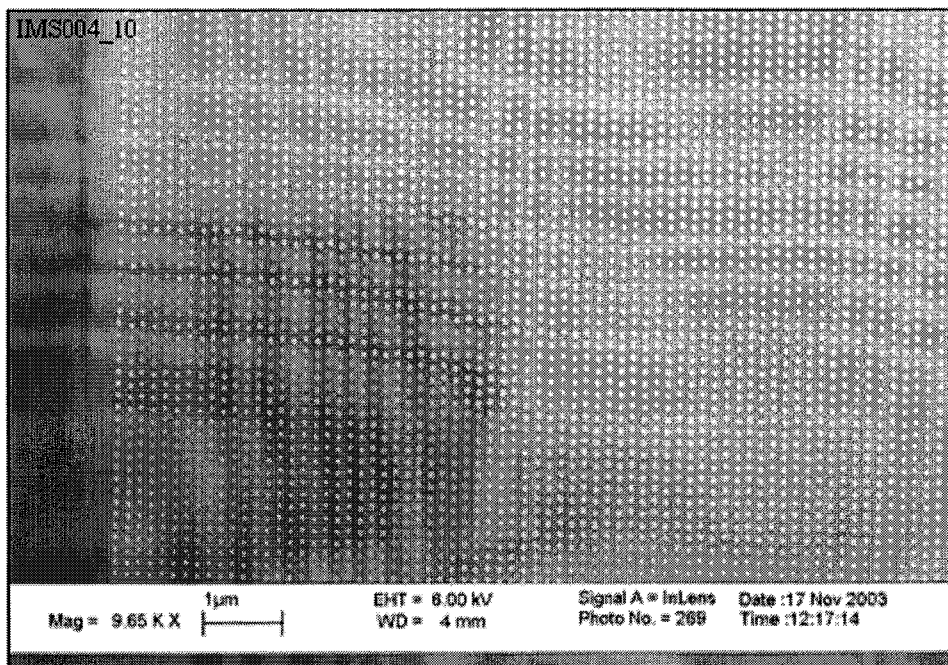 IMS004_10
1µm EHT = 6.00 kV Signal A = InLens Date :17 Nov 2003
Mag = 9.65 K X WD = 4 mm Photo No. = 269 Time :12:17:14